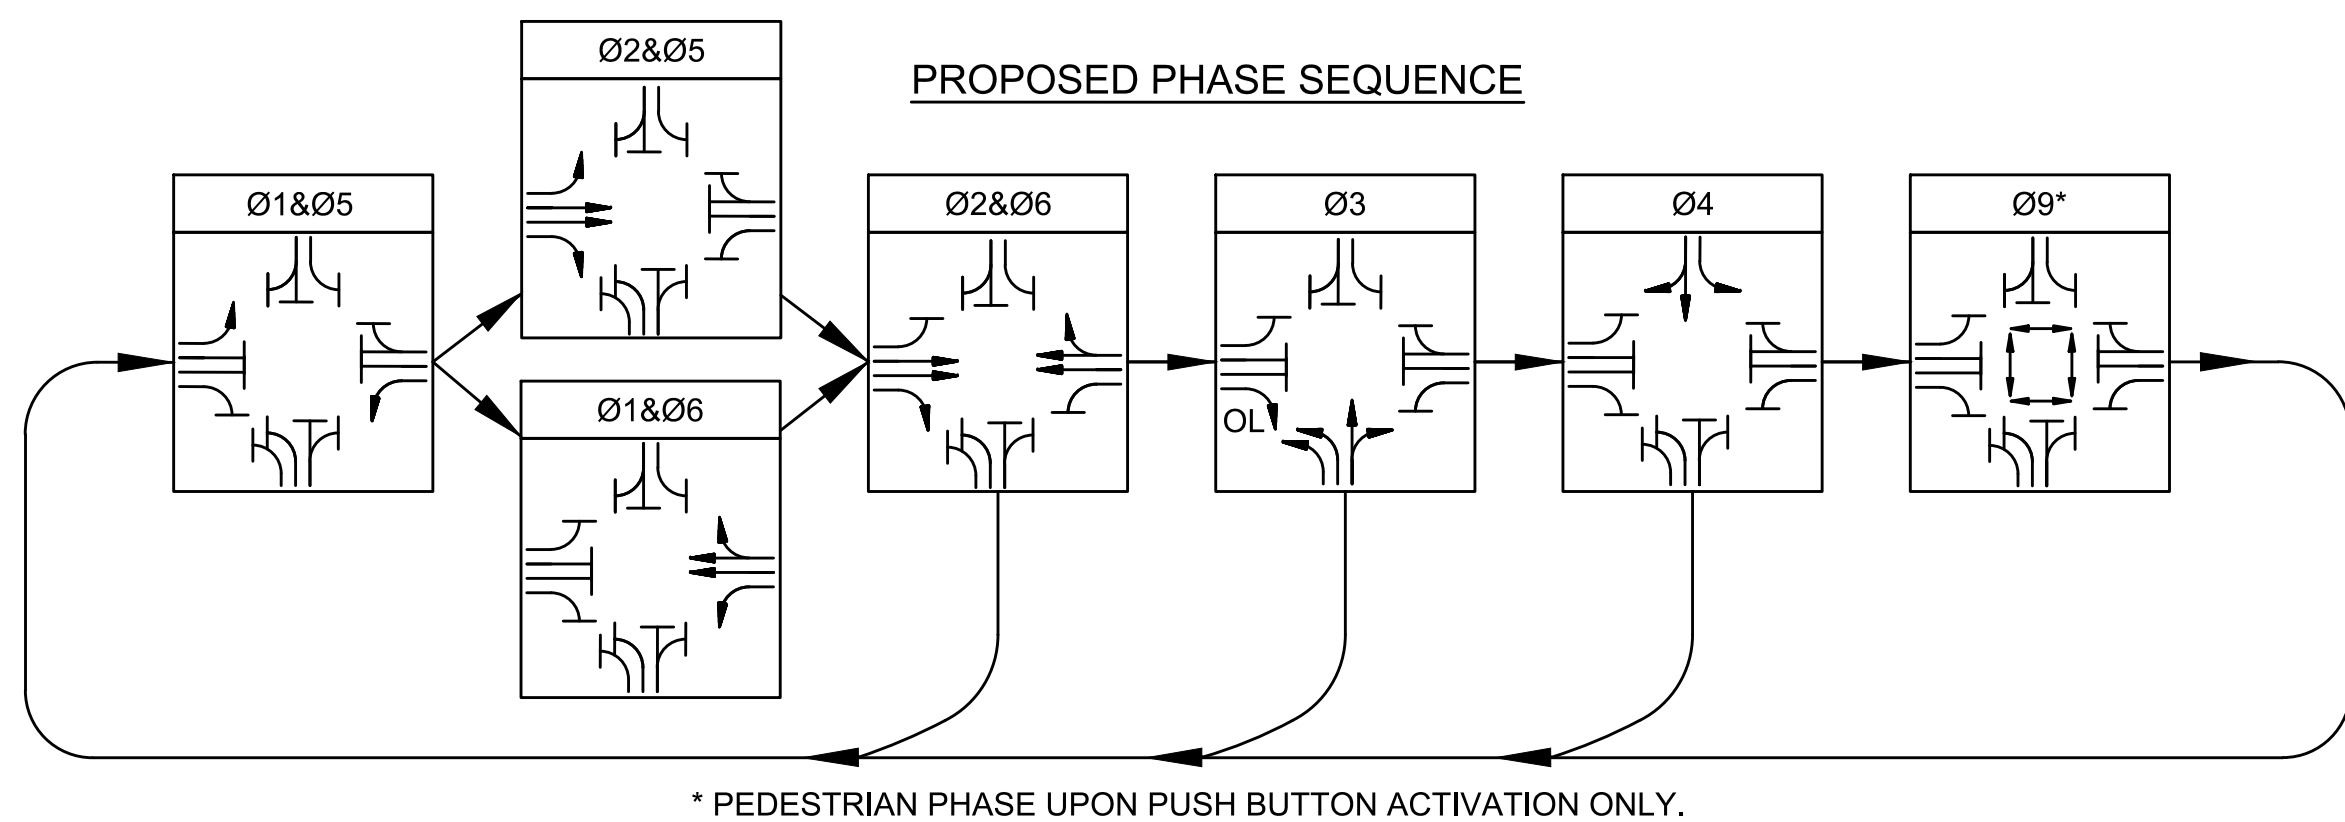 PROPOSED PHASE SEQUENCE
Ø1&Ø5
Ø2&Ø5
Ø1&Ø6
Ø2&Ø6
Ø3
OL
Ø4
Ø9*
* PEDESTRIAN PHASE UPON PUSH BUTTON ACTIVATION ONLY.